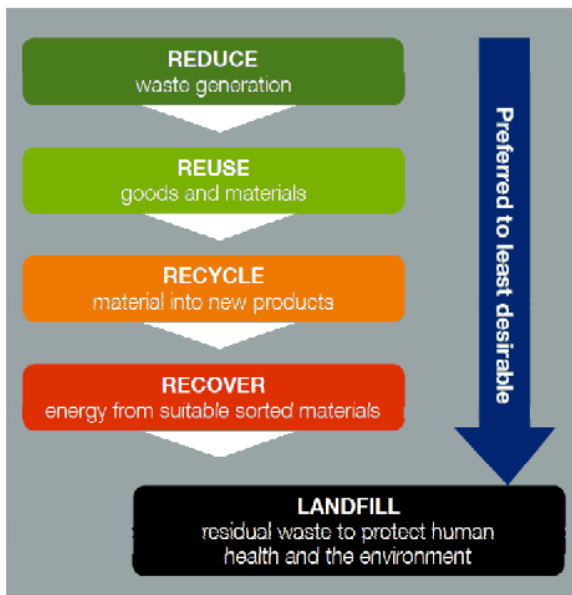 REDUCE
waste generation
REUSE
goods and materials
RECYCLE
material into new products
RECOVER
energy from suitable sorted materials
LANDFILL
residual waste to protect human
health and the environment
Preferred to least desirable